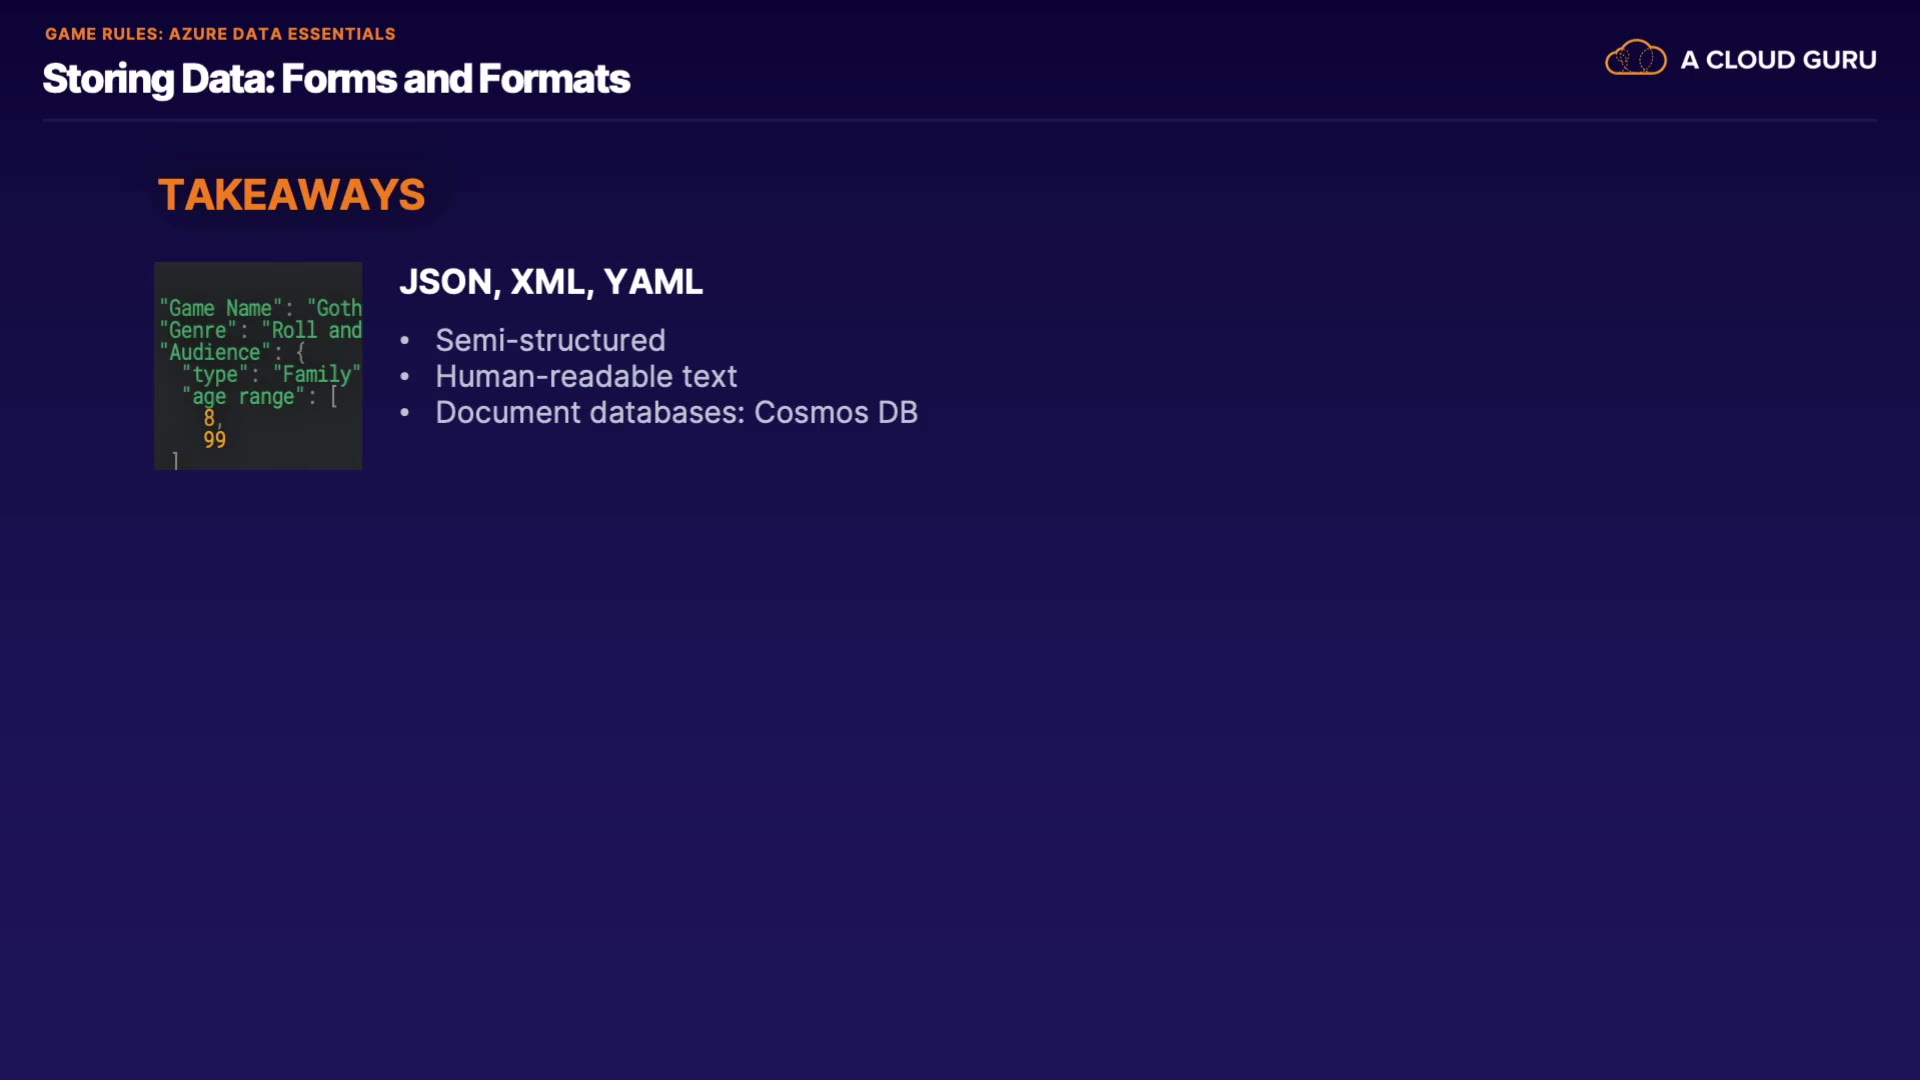 GAME RULES: AZURE DATA ESSENTIALS
Storing Data: Forms and Formats
A CLOUD GURU
TAKEAWAYS
"Game Name": "Goth
"Genre": "Roll and
"Audience": {
"type": "Family"
"age range": [
8,
99
]
JSON, XML, YAML
• Semi-structured
• Human-readable text
• Document databases: Cosmos DB